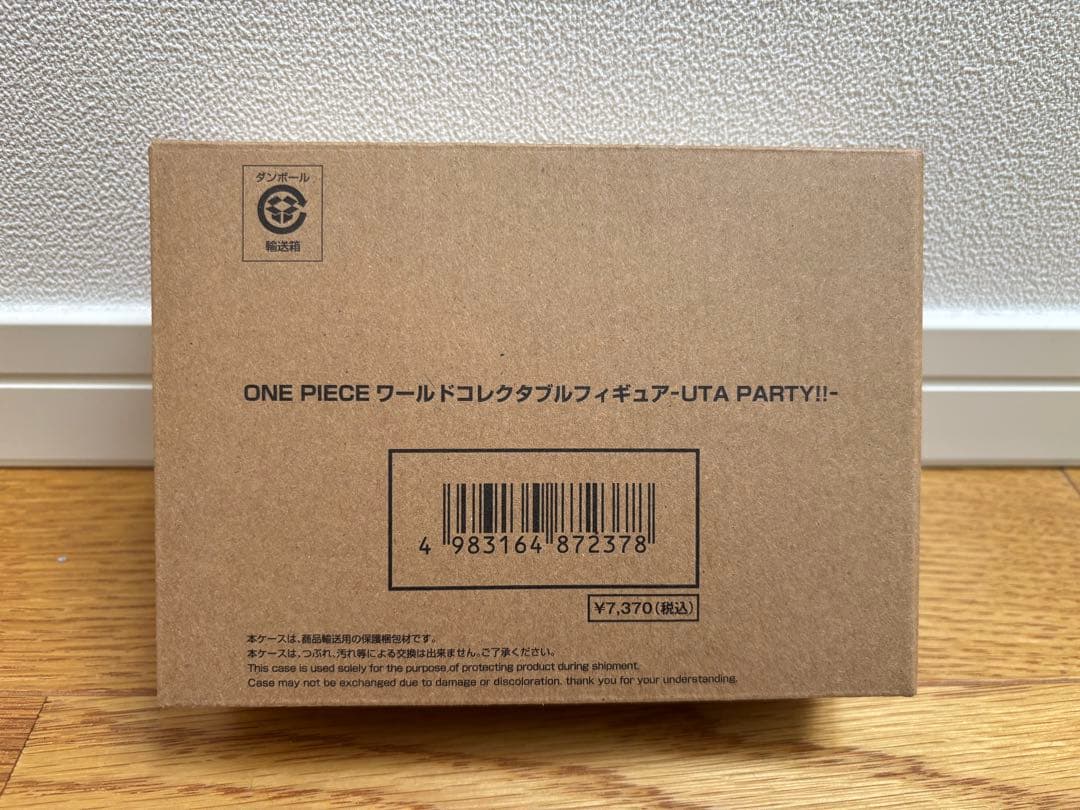 ダンボール
輸送箱
ONE PIECE ワールドコレクタブルフィギュア-UTA PARTY!!-
4 983164 872378
¥7,370(税込)
本ケースは、商品輸送用の保護梱包材です。
本ケースは、つぶれ、汚れ等による交換は出来ません。ご了承ください。
This case is used solely for the purpose of protecting product during shipment.
Case may not be exchanged due to damage or discoloration. thank you for your understanding.